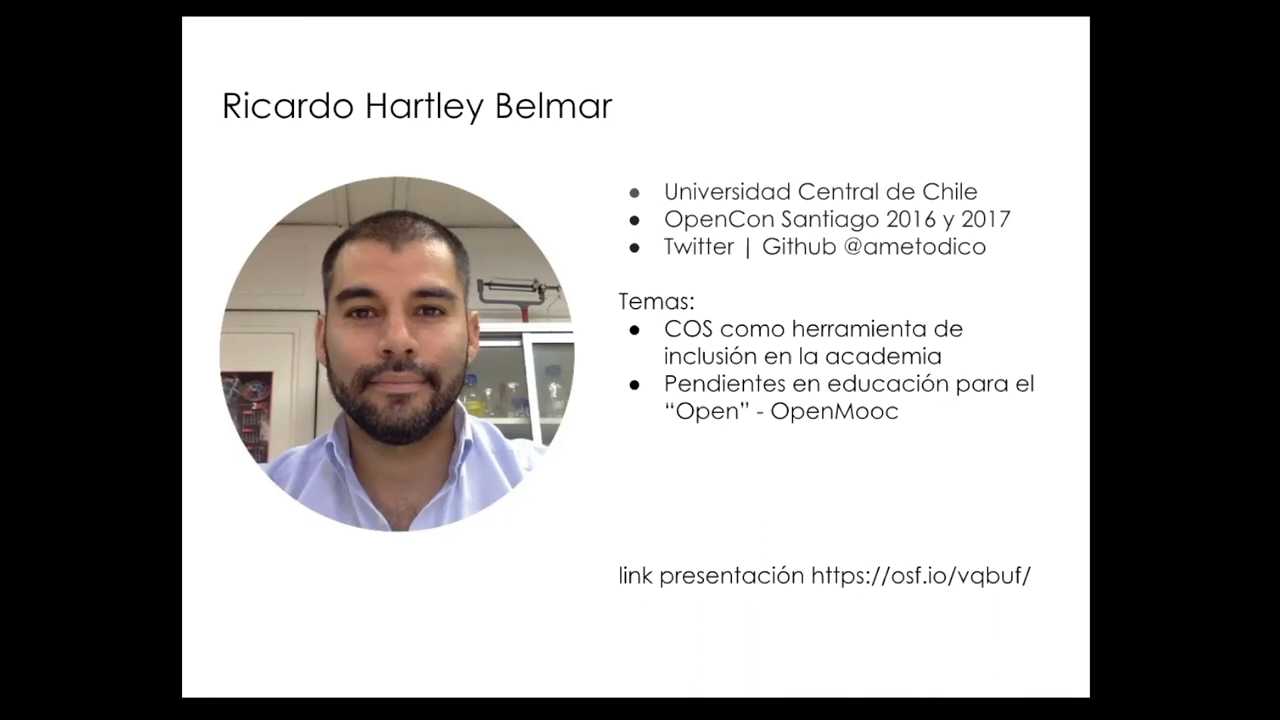 Ricardo Hartley Belmar
● Universidad Central de Chile
● OpenCon Santiago 2016 y 2017
● Twitter | Github @ametodico
Temas:
● COS como herramienta de
inclusión en la academia
● Pendientes en educación para el
“Open” - OpenMooc
link presentación https://osf.io/vqbuf/